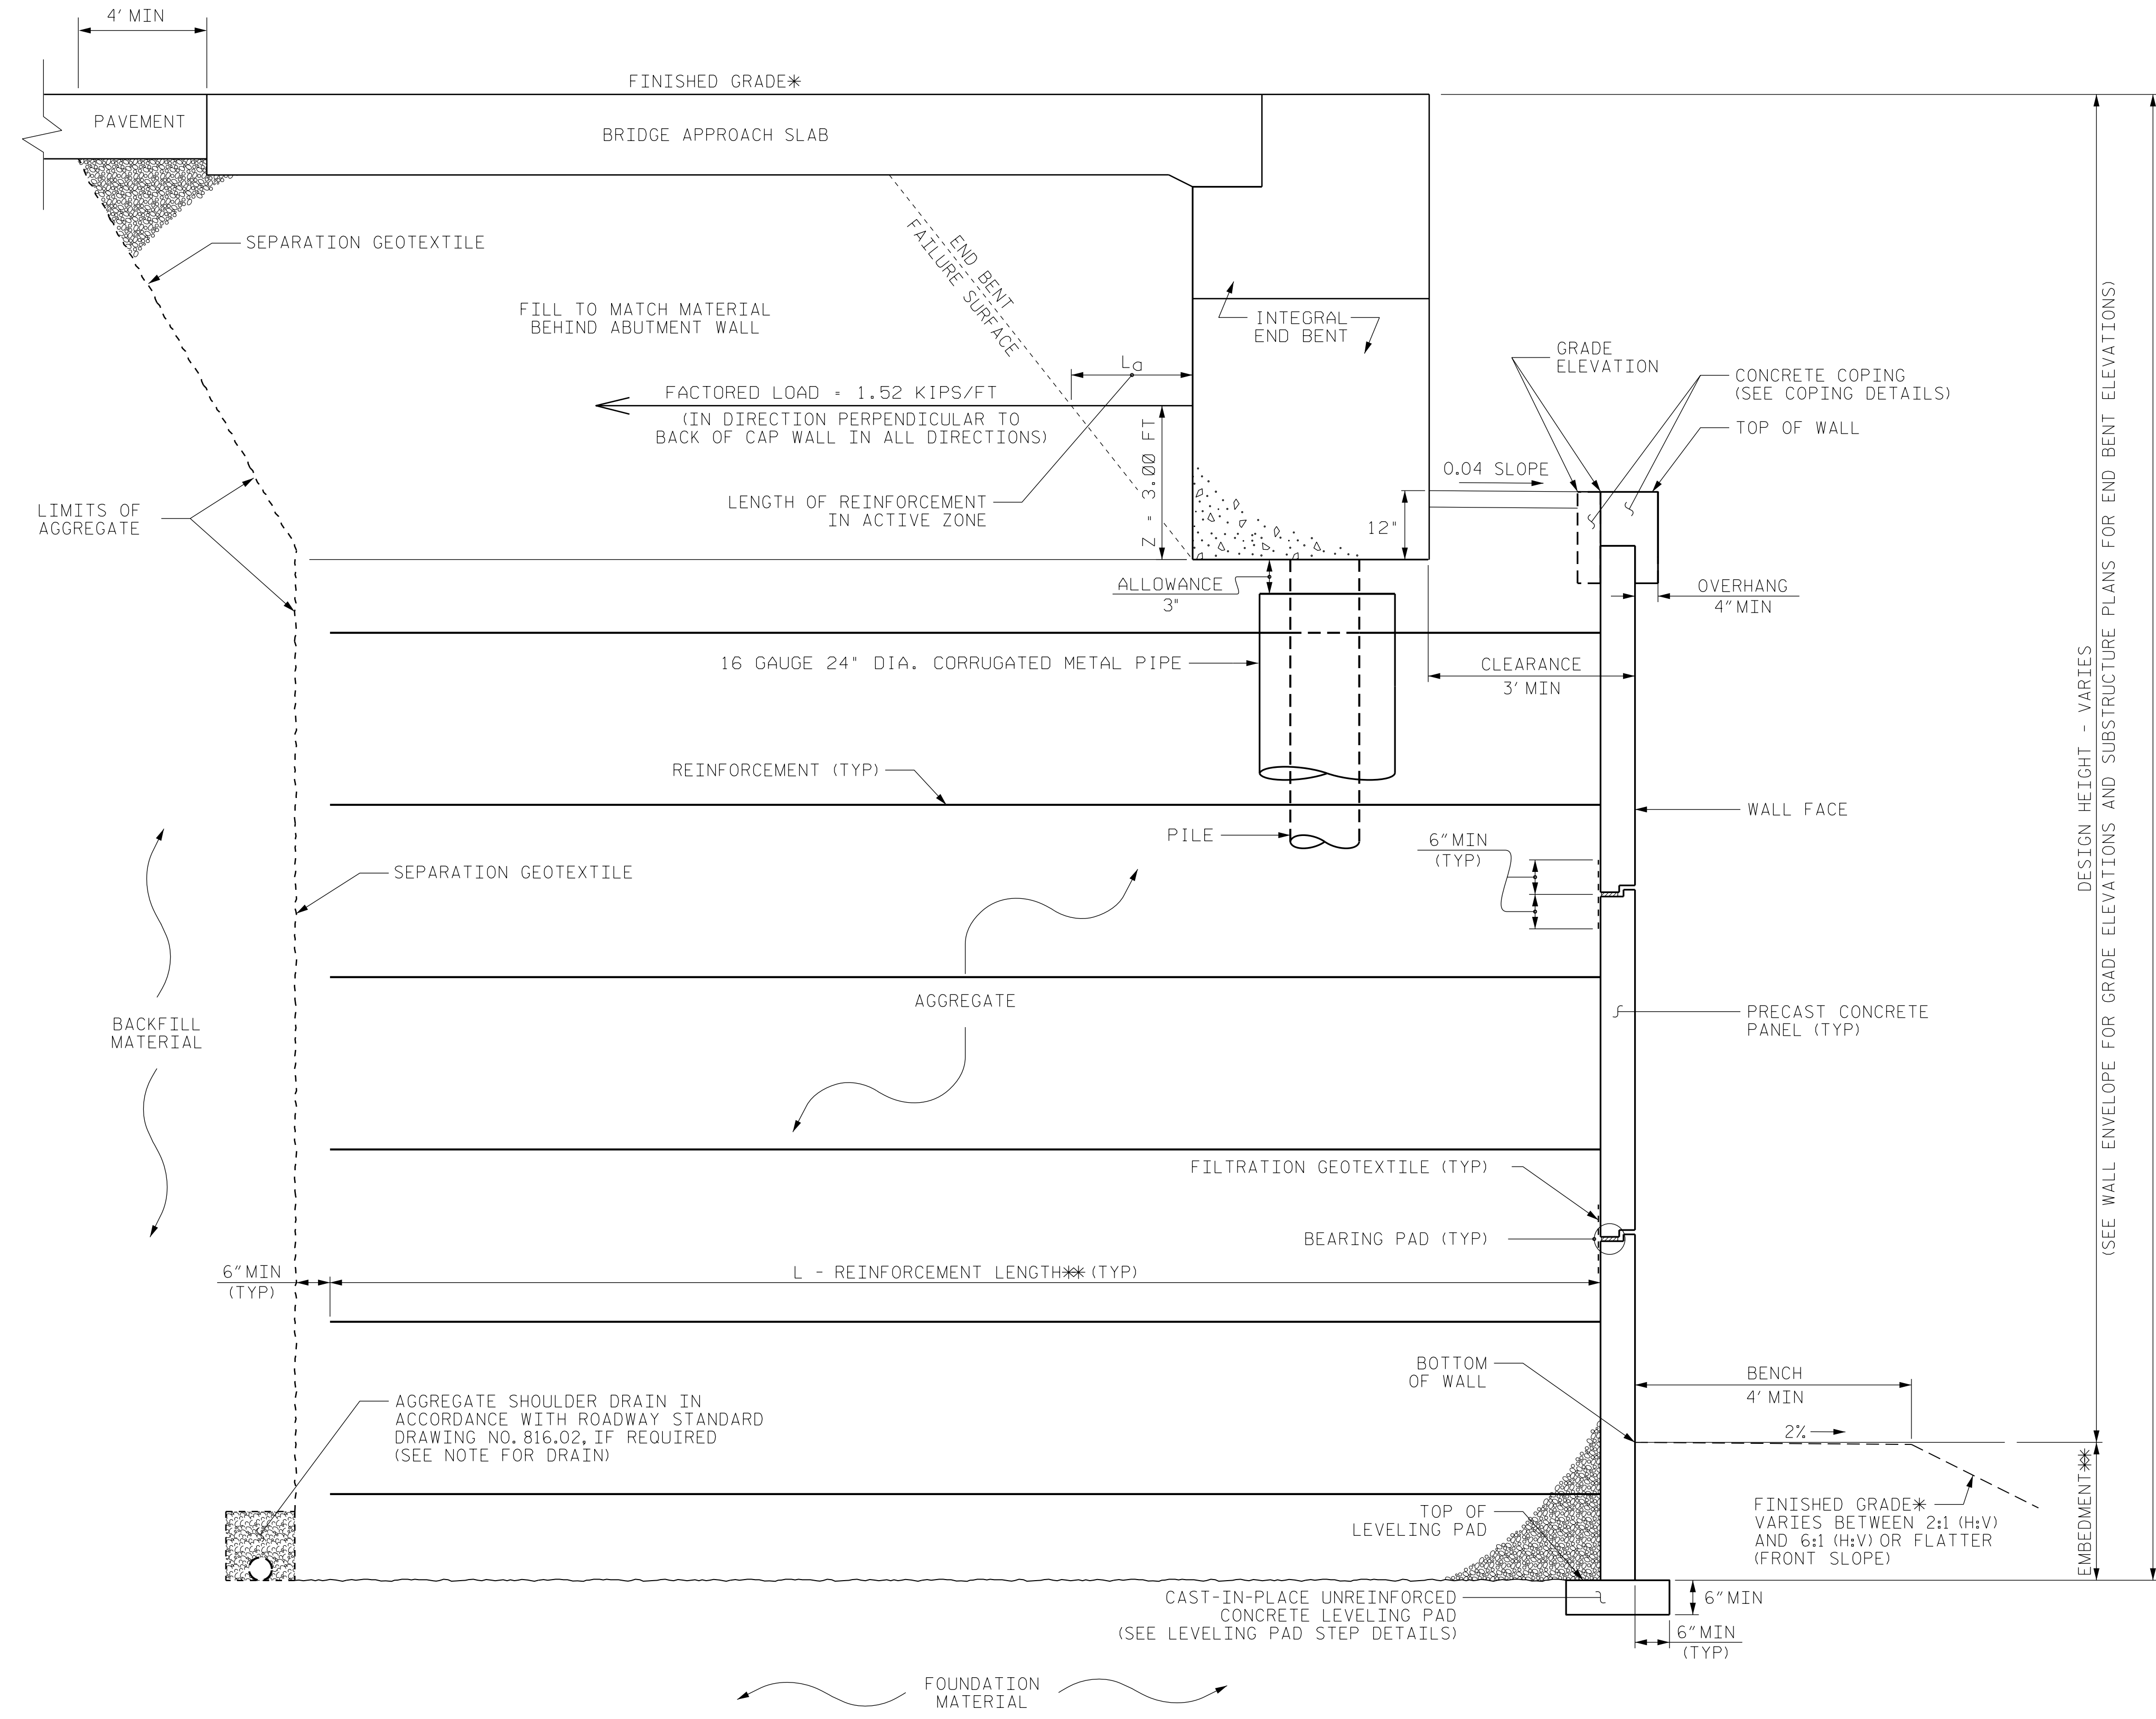 4' MIN
FINISHED GRADE*
PAVEMENT
BRIDGE APPROACH SLAB
SEPARATION GEOTEXTILE
END BENT
FAILURE SURFACE
FILL TO MATCH MATERIAL
BEHIND ABUTMENT WALL
INTEGRAL
END BENT
GRADE
ELEVATION
La
CONCRETE COPING
(SEE COPING DETAILS)
FACTORED LOAD = 1.52 KIPS/FT
(IN DIRECTION PERPENDICULAR TO
BACK OF CAP WALL IN ALL DIRECTIONS)
TOP OF WALL
Z = 3.00 FT
0.04 SLOPE
LENGTH OF REINFORCEMENT
IN ACTIVE ZONE
LIMITS OF
AGGREGATE
12"
ALLOWANCE
3"
OVERHANG
4" MIN
16 GAUGE 24" DIA. CORRUGATED METAL PIPE
CLEARANCE
3' MIN
REINFORCEMENT (TYP)
WALL FACE
PILE
6" MIN
(TYP)
SEPARATION GEOTEXTILE
DESIGN HEIGHT - VARIES
(SEE WALL ENVELOPE FOR GRADE ELEVATIONS AND SUBSTRUCTURE PLANS FOR END BENT ELEVATIONS)
AGGREGATE
BACKFILL
MATERIAL
PRECAST CONCRETE
PANEL (TYP)
FILTRATION GEOTEXTILE (TYP)
BEARING PAD (TYP)
6" MIN
(TYP)
L - REINFORCEMENT LENGTH** (TYP)
BOTTOM
OF WALL
BENCH
4' MIN
AGGREGATE SHOULDER DRAIN IN
ACCORDANCE WITH ROADWAY STANDARD
DRAWING NO. 816.02, IF REQUIRED
(SEE NOTE FOR DRAIN)
2%
EMBEDMENT**
TOP OF
LEVELING PAD
FINISHED GRADE*
VARIES BETWEEN 2:1 (H:V)
AND 6:1 (H:V) OR FLATTER
(FRONT SLOPE)
CAST-IN-PLACE UNREINFORCED
CONCRETE LEVELING PAD
(SEE LEVELING PAD STEP DETAILS)
6" MIN
6" MIN
(TYP)
FOUNDATION
MATERIAL